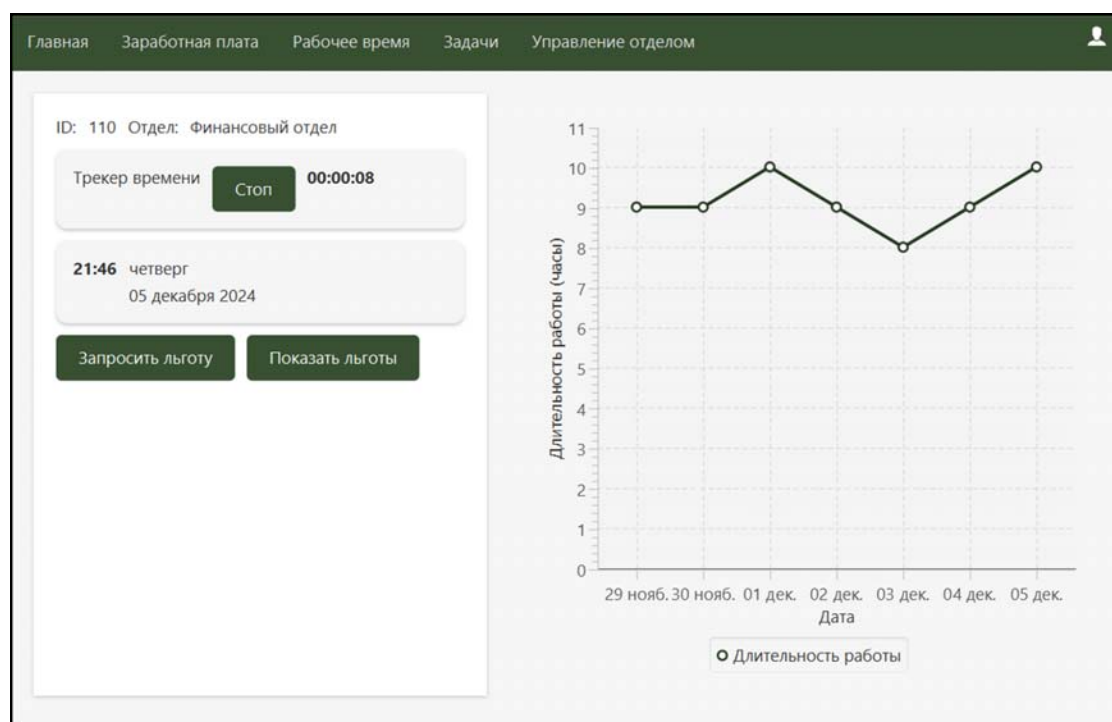 Главная Заработная плата Рабочее время Задачи Управление отделом
ID: 110 Отдел: Финансовый отдел
Трекер времени Стоп 00:00:08
21:46 четверг
05 декабря 2024
Запросить льготу Показать льготы
Длительность работы (часы)
11
10
9
8
7
6
5
4
3
2
1
0
29 нояб. 30 нояб. 01 дек. 02 дек. 03 дек. 04 дек. 05 дек.
Дата
Длительность работы